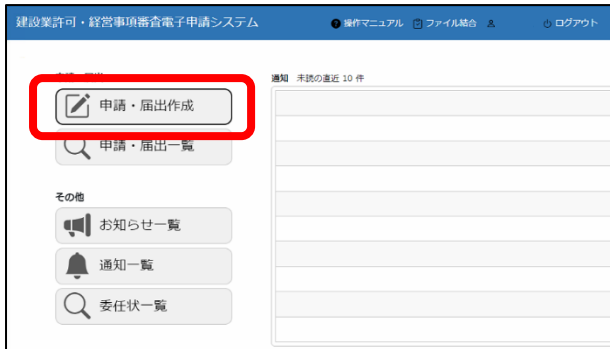 建設業許可・経営事項審査電子申請システム
操作マニュアル ファイル結合 ログアウト
通知 未読の直近 10 件
申請・届出作成
申請・届出一覧
その他
お知らせ一覧
通知一覧
委任状一覧